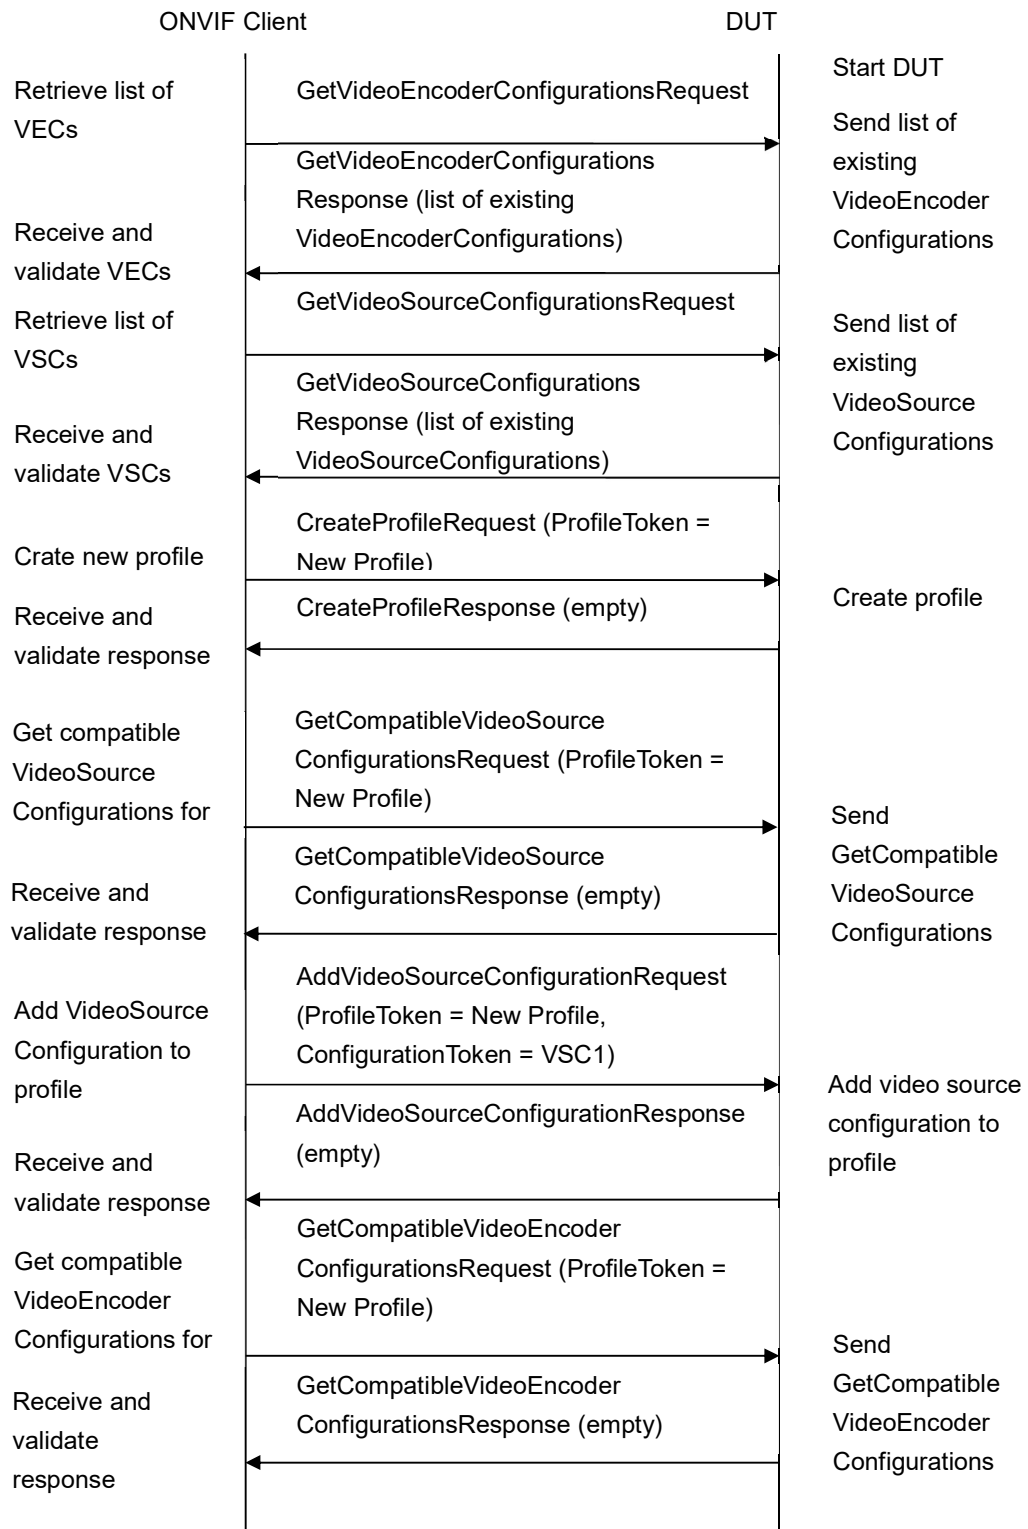 ONVIF Client
DUT
Start DUT
Retrieve list of
VECs
GetVideoEncoderConfigurationsRequest
Send list of
existing
VideoEncoder
Configurations
GetVideoEncoderConfigurations
Response (list of existing
VideoEncoderConfigurations)
Receive and
validate VECs
GetVideoSourceConfigurationsRequest
Retrieve list of
VSCs
Send list of
existing
VideoSource
Configurations
GetVideoSourceConfigurations
Response (list of existing
VideoSourceConfigurations)
Receive and
validate VSCs
CreateProfileRequest (ProfileToken =
New Profile)
Crate new profile
Create profile
CreateProfileResponse (empty)
Receive and
validate response
Get compatible
VideoSource
Configurations for
GetCompatibleVideoSource
ConfigurationsRequest (ProfileToken =
New Profile)
Send
GetCompatible
VideoSource
Configurations
GetCompatibleVideoSource
ConfigurationsResponse (empty)
Receive and
validate response
AddVideoSourceConfigurationRequest
(ProfileToken = New Profile,
ConfigurationToken = VSC1)
Add VideoSource
Configuration to
profile
Add video source
configuration to
profile
AddVideoSourceConfigurationResponse
(empty)
Receive and
validate response
GetCompatibleVideoEncoder
ConfigurationsRequest (ProfileToken =
New Profile)
Get compatible
VideoEncoder
Configurations for
Send
GetCompatible
VideoEncoder
Configurations
GetCompatibleVideoEncoder
ConfigurationsResponse (empty)
Receive and
validate
response